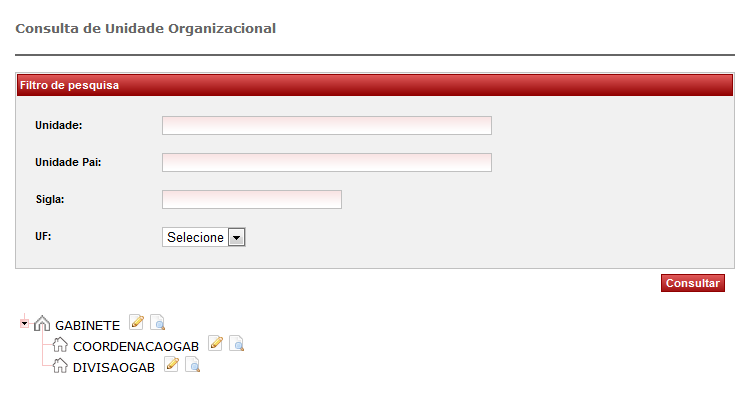 Consulta de Unidade Organizacional
Filtro de pesquisa
Unidade:
Unidade Pai:
Sigla:
UF: Selecione
Consultar
GABINETE
COORDENACAOGAB
DIVISAOGAB